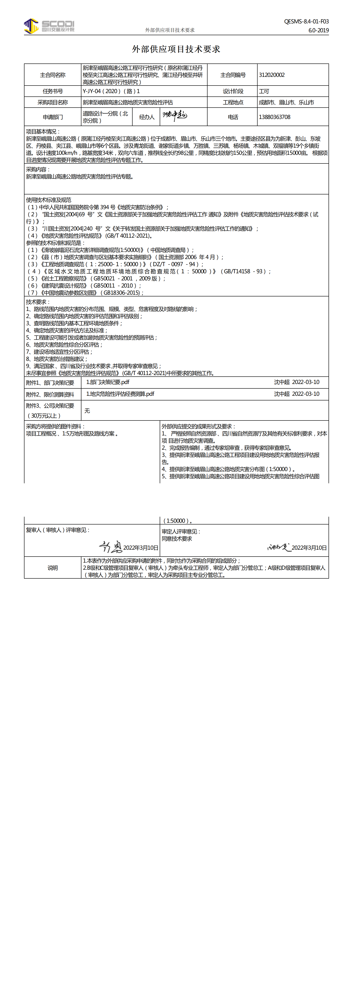 SCODI
四川交通设计院
外部供应项目技术要求
QESMS-8.4-01-F03
6.0-2019
外部供应项目技术要求
主合同名称
新津至峨眉高速公路工程可行性研究（原名称蒲江经丹
棱至夹江高速公路工程可行性研究、蒲江经丹棱至井研
高速公路工程可行性研究）
主合同编号
312020002
任务书号
Y-JY-04（2020）（路）1
设计阶段
工可
采购项目名称
新津至峨眉高速公路地质灾害危险性评估
工程地点
成都市、眉山市、乐山市
申请部门
道路设计一分院（北
京分院）
经办人
沈中超
电话
13880363708
项目基本情况：
新津至峨眉山高速公路（原蒲江经丹棱至夹江高速公路）位于成都市、眉山市、乐山市三个地市。主要途径区县为为新津、彭山、东坡
区、丹棱县、夹江县、峨眉山市等6个区县。涉及青龙街道、谢家街道乡镇、万胜镇、三苏镇、杨场镇、木城镇、双福镇等19个乡镇街
道。设计速度100km/h，路基宽度34米，双向六车道，推荐线全长约98公里，同精度比较线约150公里，预估用地面积15000亩。 根据项
目进度情况现需要开展地质灾害危险性评估专题工作。
采购内容：
新津至峨眉山高速公路地质灾害危险性评估专题。
使用技术标准及规范
（1）中华人民共和国国务院令第 394 号《地质灾害防治条例》；
（2）“国土资发[2004]69 号”文《国土资源部关于加强地质灾害危险性评估工作 通知》及附件《地质灾害危险性评估技术要求（试
行）》；
（3）“川国土资发[2004]240 号”文《关于转发国土资源部关于加强地质灾害危险性评估工作的通知》；
（4）《地质灾害危险性评估规范》 (GB/T 40112-2021)。
参照的技术标准和规范是：
（1）《滑坡崩塌泥石流灾害详细调查规范(1:50000)》（中国地质调查局）；
（2）《县（市）地质灾害调查与区划基本要求实施细则》（国土资源部 2006 年 4 月）；
（3）《工程地质调查规范（ 1：25000- 1：50000）》（DZ/T －0097 －94）；
（4）《区域水文地质工程地质环境地质综合勘查规范（1：50000）》（GB/T14158 －93）；
（5）《岩土工程勘察规范》（GB50021 －2001 ，2009 版）；
（6）《建筑抗震设计规范》（GB50011 －2010）；
（7）《中国地震动参数区划图》（GB18306-2015)；
技术要求：
1、路线范围内地质灾害的分布范围、规模、类型、危害程度及对路线的影响；
2、确定路线范围内地质灾害的评估范围和评估级别；
3、查明路线范围内基本工程环境地质条件；
4、确定地质灾害的评估方法及标准；
5、工程建设可能引发或者加剧地质灾害危险性的预测评估；
6、地质灾害危险性综合分区评估；
7、建设场地适宜性分区评估；
8、地质灾害防治措施建议；
9、满足国家 、四川省及行业技术要求 ,并取得专家审查意见；
未尽事宜参照《地质灾害危险性评估规范》 (GB/T 40112-2021)中所要求的其他工作。
附件1、部门决策纪要
1.部门决策纪要.pdf
沈中超 2022-03-10
附件2、限价测算资料
1.地灾危险性评估经费测算.pdf
沈中超 2022-03-10
附件3、公司决策纪要
（30万元以上）
无
采购方将提供的图件资料：
项目工程概况 、1:5万地形图及路线方案 。
外部供应提交的成果形式及要求：
1、 严格按照自然资源部 、四川省自然资源厅及其他有关标准利要求，对本
项 目进行地质灾害调查。
2、完成报告编制，通过专家组审查，获得专家组审查意见。
3、提供新津至峨眉山高速公路工程项目建设用地地质灾害危险性评估报
告。
4、提供新津至峨眉山高速公路地质灾害分布图（1:50000）。
5、提供新津至峨眉山高速公路项目建设用地地质灾害危险性综合评估图
（1:50000）。
复审人（审核人）评审意见：
2022年3月10日
审定人评审意见：
同意技术要求
2022年3月10日
说明
1.本表作为外部供应采购申请的附件，同时也作为采购合同的组成部分；
2.B级和C级管理项目复审人（审核人）为牵头专业工程师，审定人为部门分管总工；A级和D级管理项目复审人
（审核人）为部门分管总工，审定人为采购项目主专业分管总工。